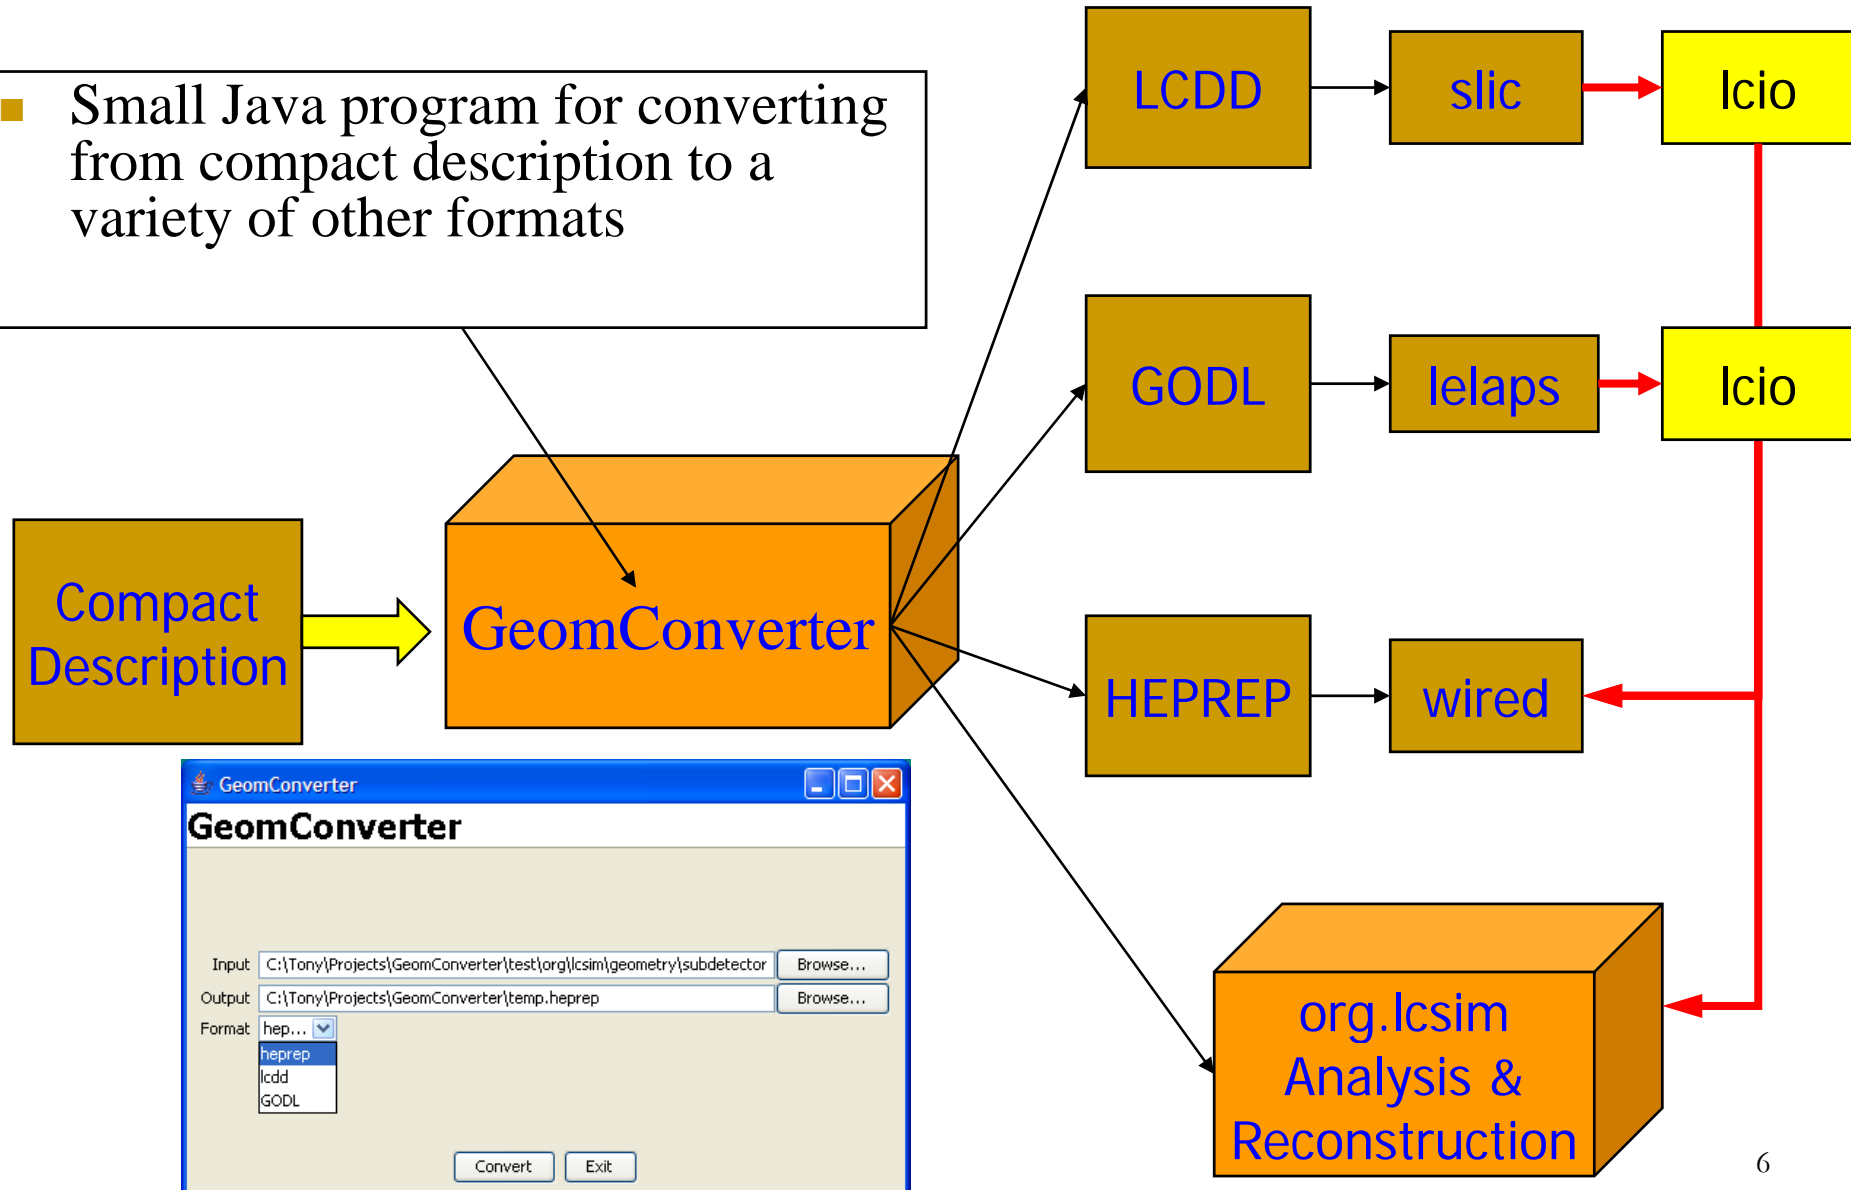 Small Java program for converting
from compact description to a
variety of other formats
LCDD
slic
lcio
GODL
lelaps
lcio
Compact
Description
GeomConverter
HEPREP
wired
GeomConverter
GeomConverter
Input C:\Tony\Projects\GeomConverter\test\org\lcsim\geometry\subdetector Browse...
Output C:\Tony\Projects\GeomConverter\temp.heprep Browse...
Format hep...
heprep
lcdd
GODL
Convert Exit
org.lcsim
Analysis &
Reconstruction
6